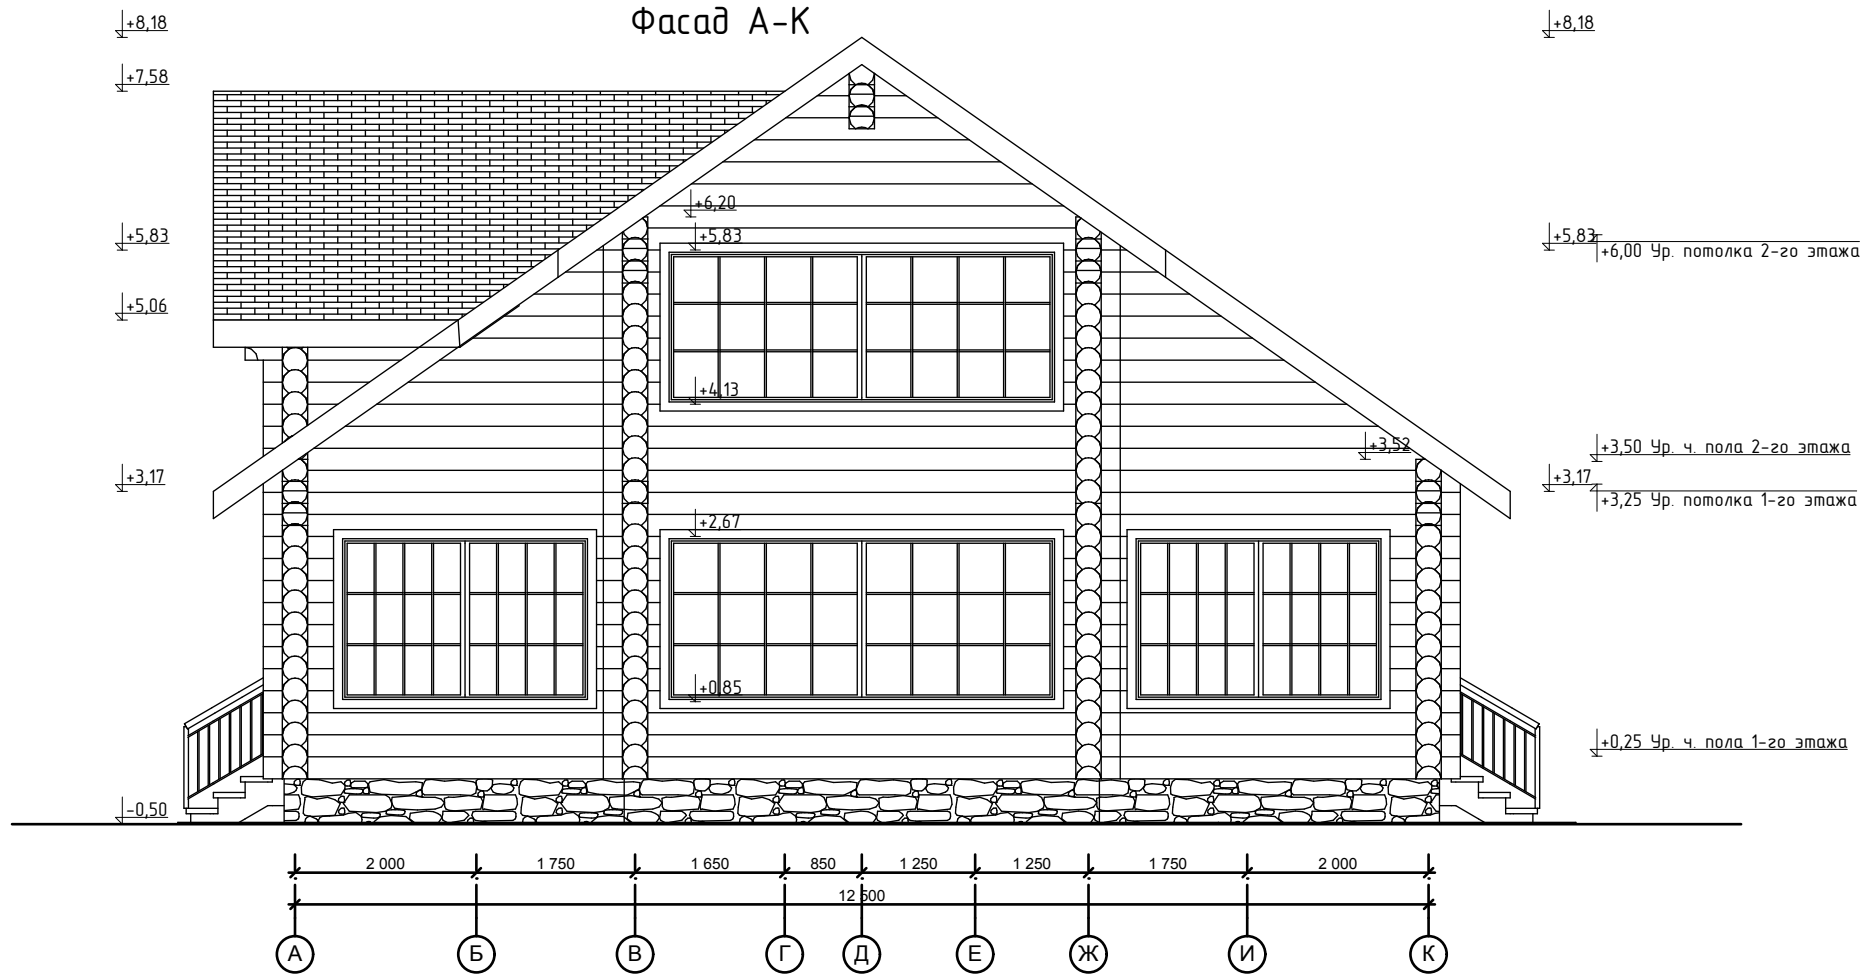 Фасад А-К
+8,18
+8,18
+7,58
+6,20
+5,83
+5,83
+5,83
+6,00 Ур. потолка 2-го этажа
+5,06
+4,13
+3,52
+3,50 Ур. ч. пола 2-го этажа
+3,17
+3,17
+3,25 Ур. потолка 1-го этажа
+2,67
+0,85
+0,25 Ур. ч. пола 1-го этажа
-0,50
2 000 1 750 1 650 850 1 250 1 250 1 750 2 000
12 500
А Б В Г Д Е Ж И К